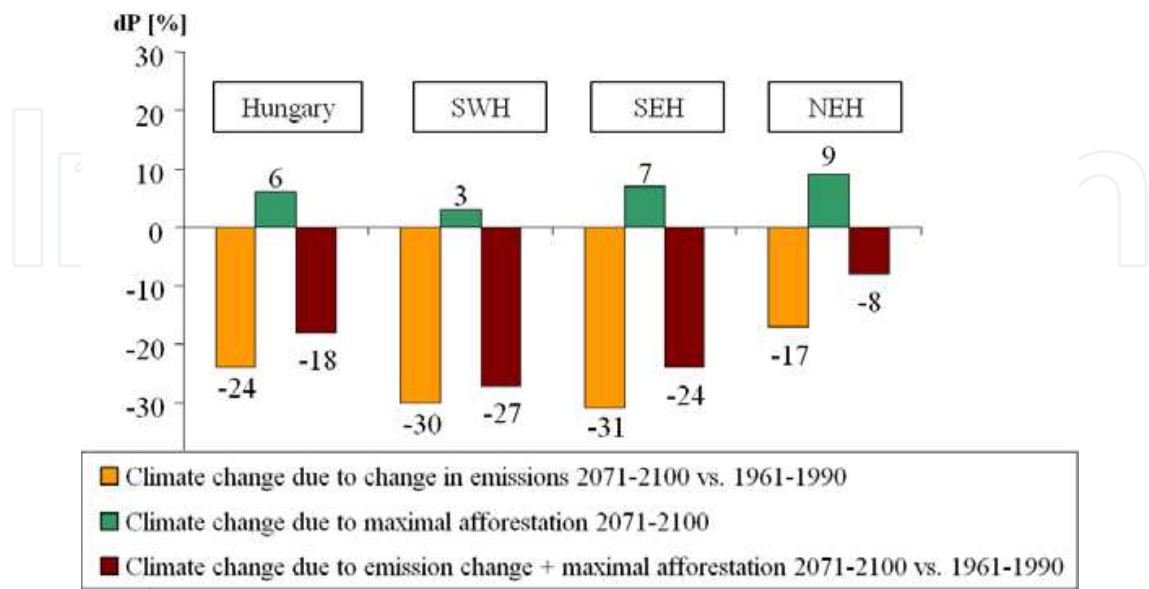 dP [%]
30
20
10
0
-10
-20
-30
Hungary SWH SEH NEH
6 3 7 9
-24 -18 -30 -27 -31 -24 -17 -8
Climate change due to change in emissions 2071-2100 vs. 1961-1990
Climate change due to maximal afforestation 2071-2100
Climate change due to emission change + maximal afforestation 2071-2100 vs. 1961-1990